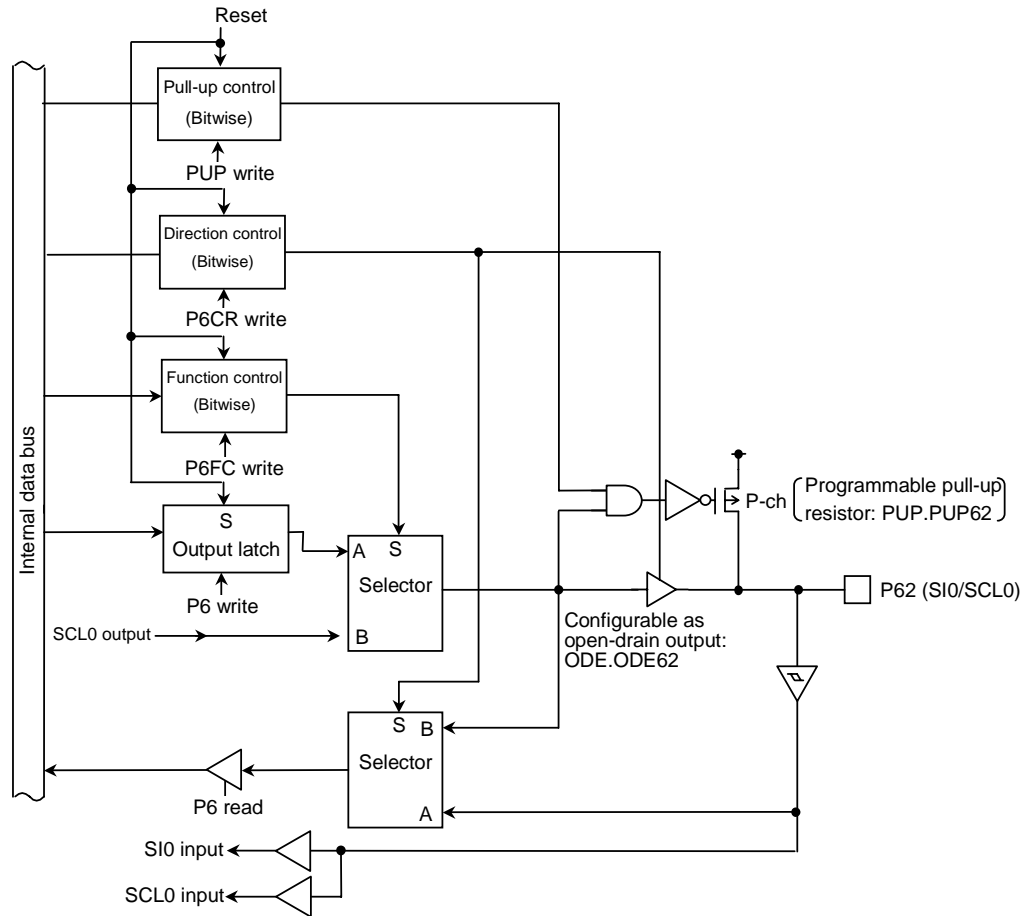 Reset
Pull-up control
(Bitwise)
PUP write
Direction control
(Bitwise)
P6CR write
Function control
(Bitwise)
P6FC write
Internal data bus
S
Output latch
P6 write
SCL0 output
A
S
Selector
B
P-ch
Programmable pull-up
resistor: PUP.PUP62
P62 (SI0/SCL0)
Configurable as
open-drain output:
ODE.ODE62
S
B
Selector
A
P6 read
SI0 input
SCL0 input